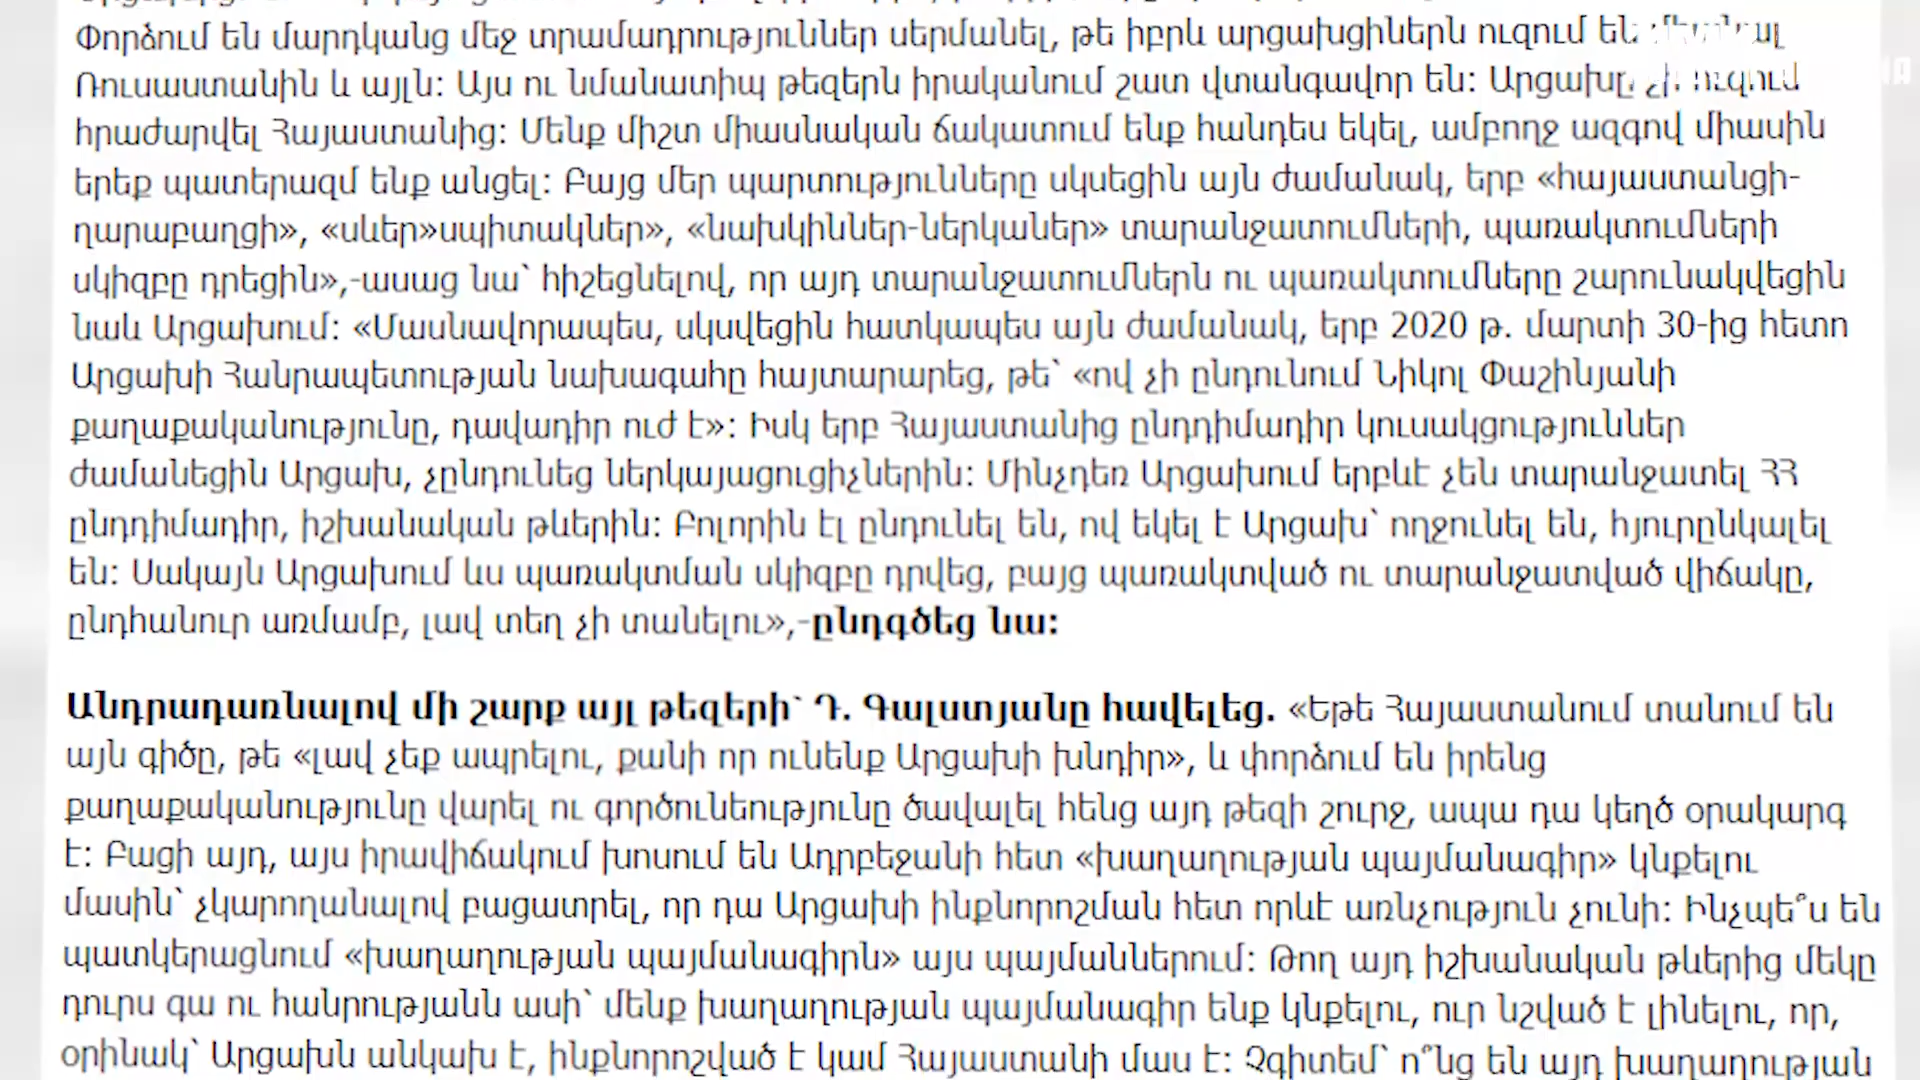 Փորձում են մարդկանց մեջ տրամադրություններ սերմանել, թե իբրև արցախցիներն ուզում են
Ռուսաստանին և այլն: Այս ու նմանատիպ թեզերն իրականում շատ վտանգավոր են: Արցախը չի ուզում
հրաժարվել Հայաստանից: Մենք միշտ միասնական ճակատում ենք հանդես եկել, ամբողջ ազգով միասին
երեք պատերազմ ենք անցել: Բայց մեր պարտությունները սկսեցին այն ժամանակ, երբ «հայաստանցի-
ղարաբաղցի», «սևեր»սպիտակներ», «նախկիններ-ներկաներ» տարանջատումների, պառակտումների
սկիզբը դրեցին»,-ասաց նա՝ հիշեցնելով, որ այդ տարանջատումներն ու պառակտումները շարունակվեցին
նաև Արցախում: «Մասնավորապես, սկսվեցին հատկապես այն ժամանակ, երբ 2020 թ. մարտի 30-ից հետո
Արցախի Հանրապետության նախագահը հայտարարեց, թե՝ «ով չի ընդունում Նիկոլ Փաշինյանի
քաղաքականությունը, դավադիր ուժ է»: Իսկ երբ Հայաստանից ընդդիմադիր կուսակցություններ
ժամանեցին Արցախ, չընդունեց ներկայացուցիչներին: Մինչդեռ Արցախում երբևէ չեն տարանջատել ՀՀ
ընդդիմադիր, իշխանական թևերին: Բոլորին էլ ընդունել են, ով եկել է Արցախ՝ ողջունել են, հյուրընկալել
են: Սակայն Արցախում ևս պառակտման սկիզբը դրվեց, բայց պառակտված ու տարանջատված վիճակը,
ընդհանուր առմամբ, լավ տեղ չի տանելու»,-ընդգծեց նա:
Անդրադառնալով մի շարք այլ թեզերի՝ Դ. Գալստյանը հավելեց. «Եթե Հայաստանում տանում են
այն գիծը, թե «լավ չեք ապրելու, քանի որ ունենք Արցախի խնդիր», և փորձում են իրենց
քաղաքականությունը վարել ու գործունեությունը ծավալել հենց այդ թեզի շուրջ, ապա դա կեղծ օրակարգ
է: Բացի այդ, այս իրավիճակում խոսում են Ադրբեջանի հետ «խաղաղության պայմանագիր» կնքելու
մասին՝ չկարողանալով բացատրել, որ դա Արցախի ինքնորոշման հետ որևէ առնչություն չունի: Ինչպե՞ս են
պատկերացնում «խաղաղության պայմանագիրն» այս պայմաններում: Թող այդ իշխանական թևերից մեկը
դուրս գա ու հանրությանն ասի՝ մենք խաղաղության պայմանագիր ենք կնքելու, ուր նշված է լինելու, որ,
օրինակ՝ Արցախն անկախ է, ինքնորոշված է կամ Հայաստանի մաս է: Չգիտեմ՝ ո՞նց են այդ խաղաղության